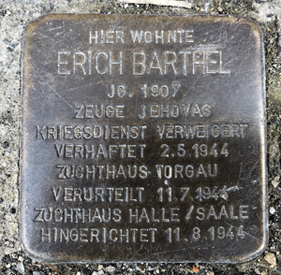 HIER WOHNTE
ERICH BARTHEL
JG. 1907
ZEUGE JEHOVAS
KRIEGSDIENST VERWEIGERT
VERHAFTET 2.5.1944
ZUCHTHAUS TORGAU
VERURTEILT 11.7.1944
ZUCHTHAUS HALLE/SAALE
HINGERICHTET 11.8.1944